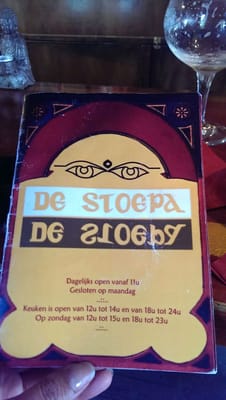 DE STOEPA
DE STOEPA
Dagelijks open vanaf 11u
Gesloten op maandag
Keuken is open van 12u tot 14u en van 18u tot 24u
Op zondag van 12u tot 15u en 18u tot 23u